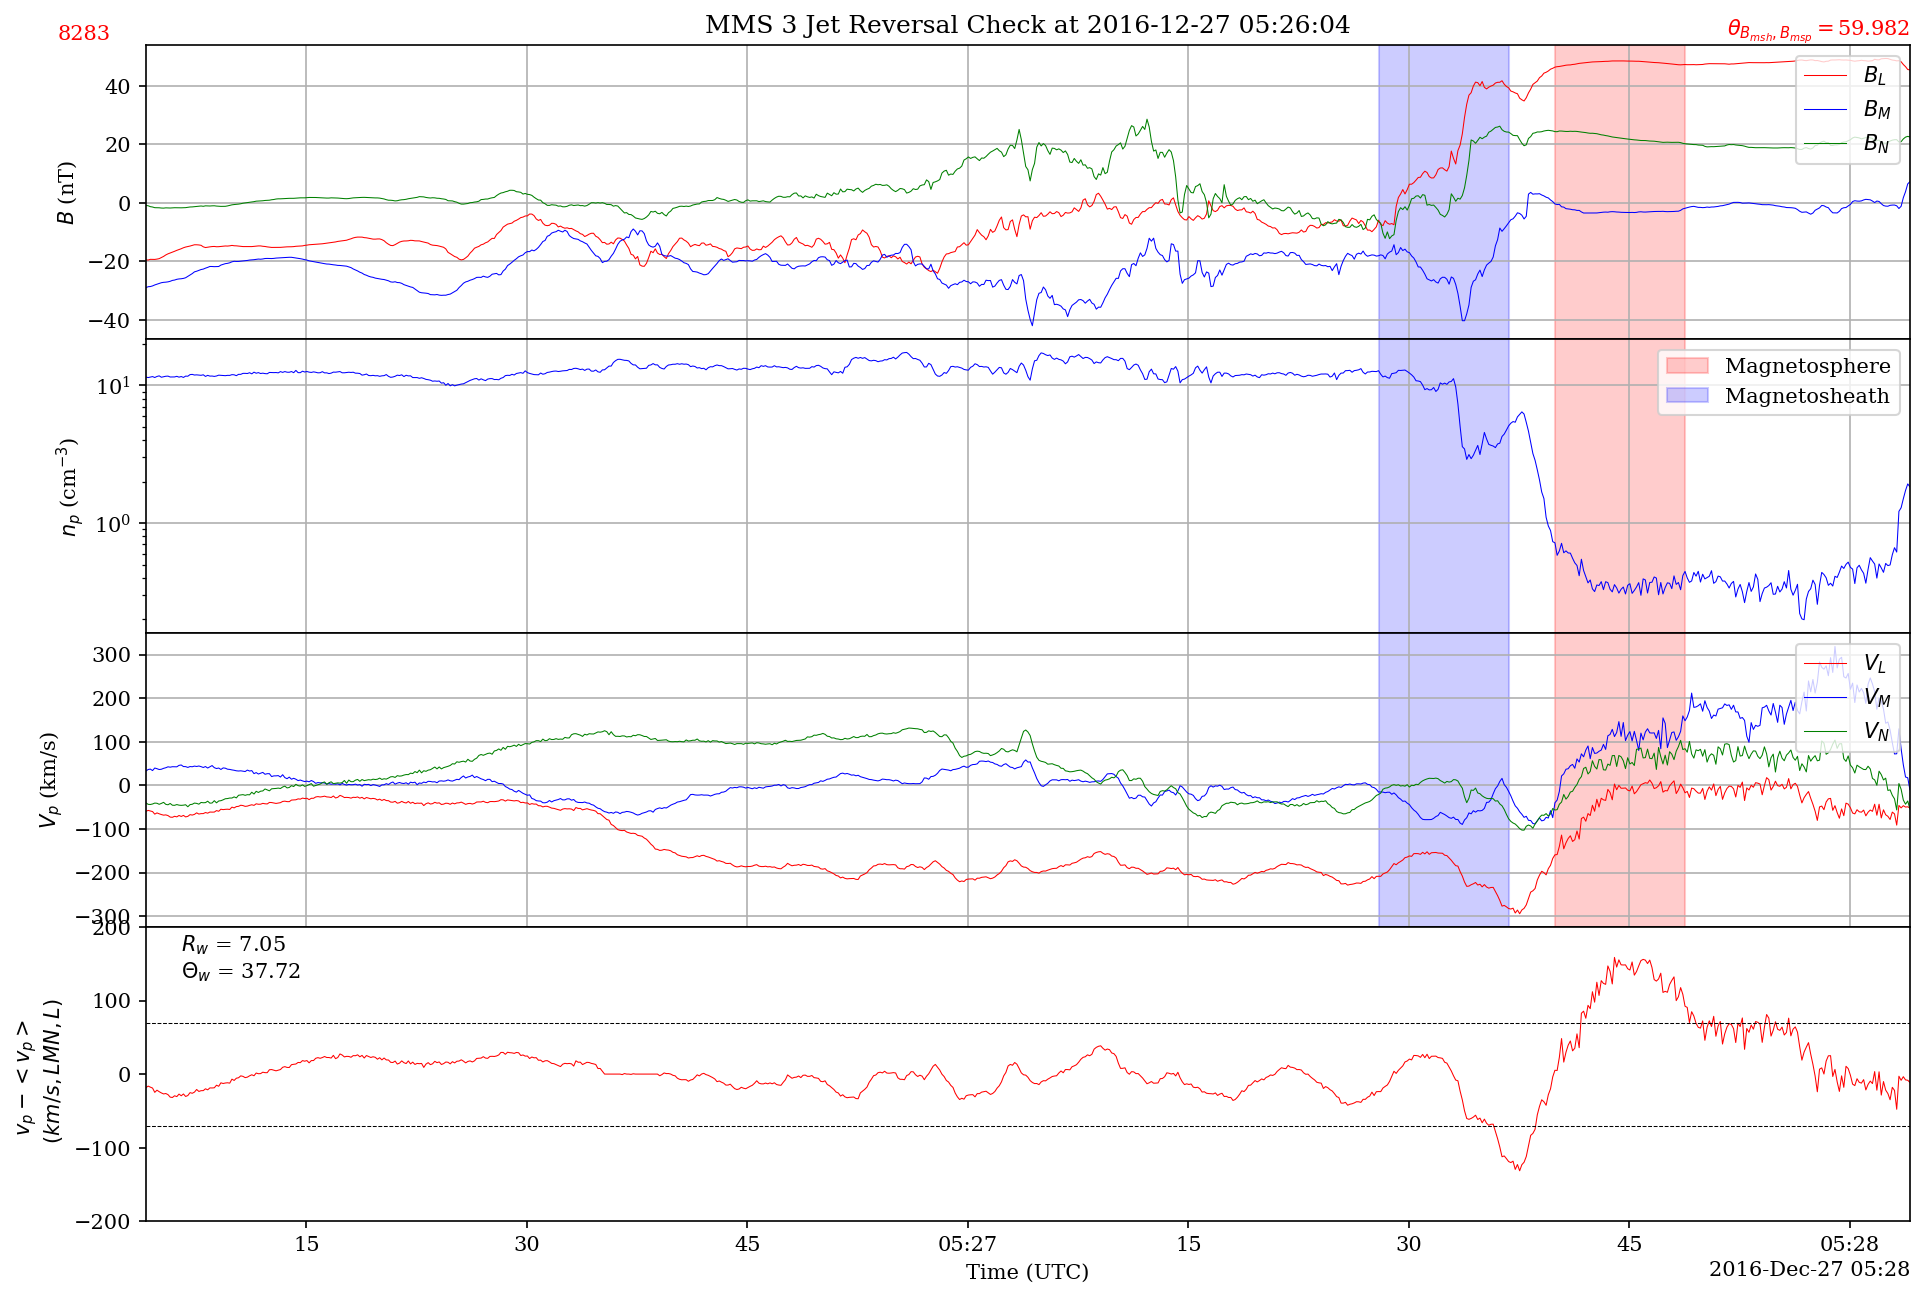 MMS 3 Jet Reversal Check at 2016-12-27 05:26:04
8283
θ_{B_{msh}, B_{msp}} = 59.982
B (nT)
40
20
0
−20
−40
B_L
B_M
B_N
n_p (cm⁻³)
10¹
10⁰
Magnetosphere
Magnetosheath
V_p (km/s)
300
200
100
0
−100
−200
−300
V_L
V_M
V_N
v_p − < v_p >
(km/s, LMN, L)
200
100
0
−100
−200
R_w = 7.05
Θ_w = 37.72
15
30
45
05:27
15
30
45
05:28
Time (UTC)
2016-Dec-27 05:28